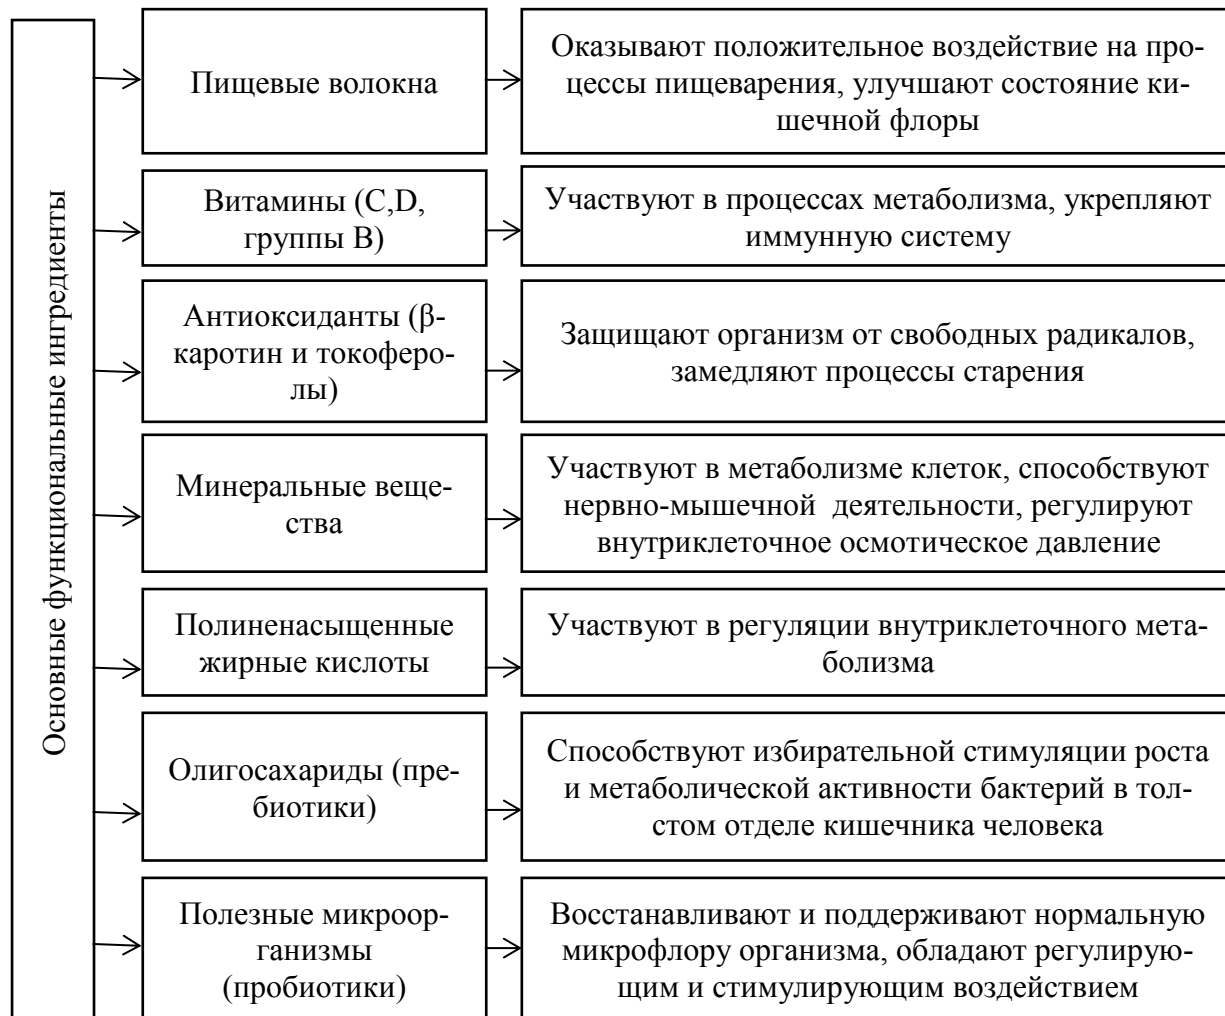 Основные функциональные ингредиенты
Пищевые волокна
Оказывают положительное воздействие на про-
цессы пищеварения, улучшают состояние ки-
шечной флоры
Витамины (C,D,
группы B)
Участвуют в процессах метаболизма, укрепляют
иммунную систему
Антиоксиданты (β-
каротин и токоферо-
лы)
Защищают организм от свободных радикалов,
замедляют процессы старения
Минеральные веще-
ства
Участвуют в метаболизме клеток, способствуют
нервно-мышечной  деятельности, регулируют
внутриклеточное осмотическое давление
Полиненасыщенные
жирные кислоты
Участвуют в регуляции внутриклеточного мета-
болизма
Олигосахариды (пре-
биотики)
Способствуют избирательной стимуляции роста
и метаболической активности бактерий в тол-
стом отделе кишечника человека
Полезные микроор-
ганизмы
(пробиотики)
Восстанавливают и поддерживают нормальную
микрофлору организма, обладают регулирую-
щим и стимулирующим воздействием